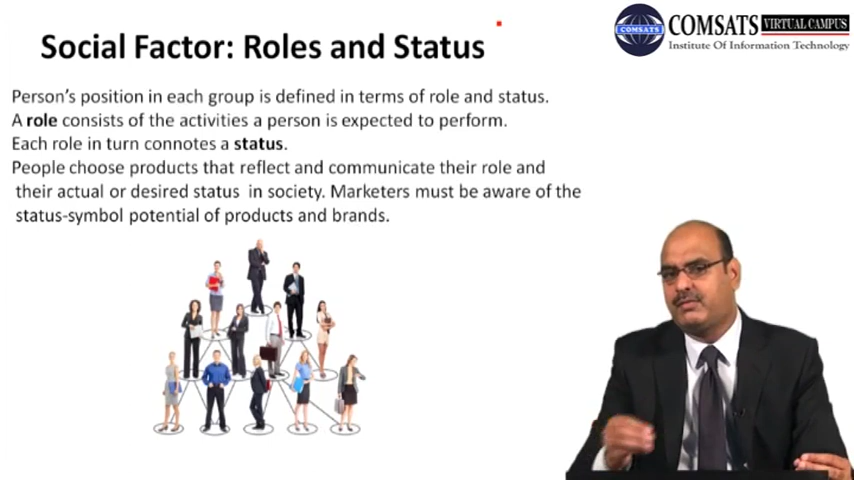 Social Factor: Roles and Status
COMSATS VIRTUAL CAMPUS
Institute Of Information Technology
COMSATS
Person's position in each group is defined in terms of role and status.
A role consists of the activities a person is expected to perform.
Each role in turn connotes a status.
People choose products that reflect and communicate their role and
their actual or desired status in society. Marketers must be aware of the
status-symbol potential of products and brands.